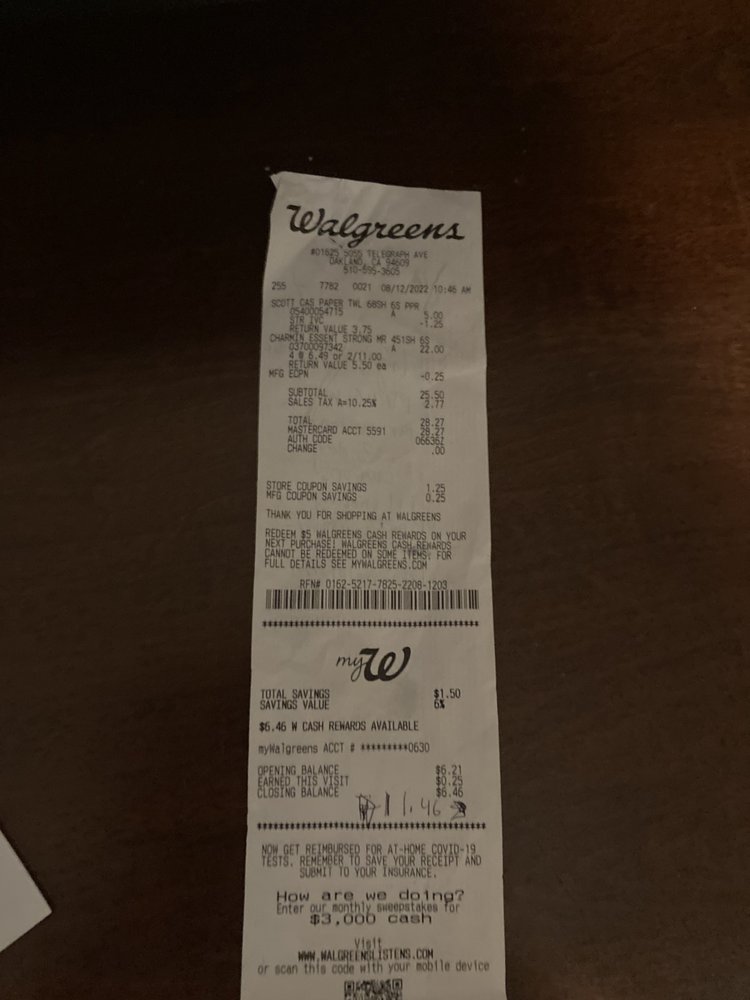 Walgreens
#01625 5055 TELEGRAPH AVE
OAKLAND, CA 94609
510-595-3605
255 7782 0021 08/12/2022 10:46 AM
SCOTT CAS PAPER TWL 68SH 6S PPR
05400054715 A 5.00
STR IVC -1.25
RETURN VALUE 3.75
CHARMIN ESSENT STRONG MR 451SH 6S
03700097342 A 22.00
4 @ 6.49 or 2/11.00
RETURN VALUE 5.50 ea
MFG ECPN -0.25
SUBTOTAL 25.50
SALES TAX A=10.25% 2.77
TOTAL 28.27
MASTERCARD ACCT 5591 28.27
AUTH CODE 06636Z
CHANGE .00
STORE COUPON SAVINGS 1.25
MFG COUPON SAVINGS 0.25
THANK YOU FOR SHOPPING AT WALGREENS
REDEEM $5 WALGREENS CASH REWARDS ON YOUR
NEXT PURCHASE! WALGREENS CASH REWARDS
CANNOT BE REDEEMED ON SOME ITEMS. FOR
FULL DETAILS SEE MYWALGREENS.COM
RFN# 0162-5217-7825-2208-1203
myW
TOTAL SAVINGS $1.50
SAVINGS VALUE 6%
$6.46 W CASH REWARDS AVAILABLE
myWalgreens ACCT # *********0630
OPENING BALANCE $6.21
EARNED THIS VISIT $0.25
CLOSING BALANCE $6.46
1.46
NOW GET REIMBURSED FOR AT-HOME COVID-19
TESTS. REMEMBER TO SAVE YOUR RECEIPT AND
SUBMIT TO YOUR INSURANCE.
How are we doing?
Enter our monthly sweepstakes for
$3,000 cash
Visit
WWW.WALGREENSLISTENS.COM
or scan this code with your mobile device